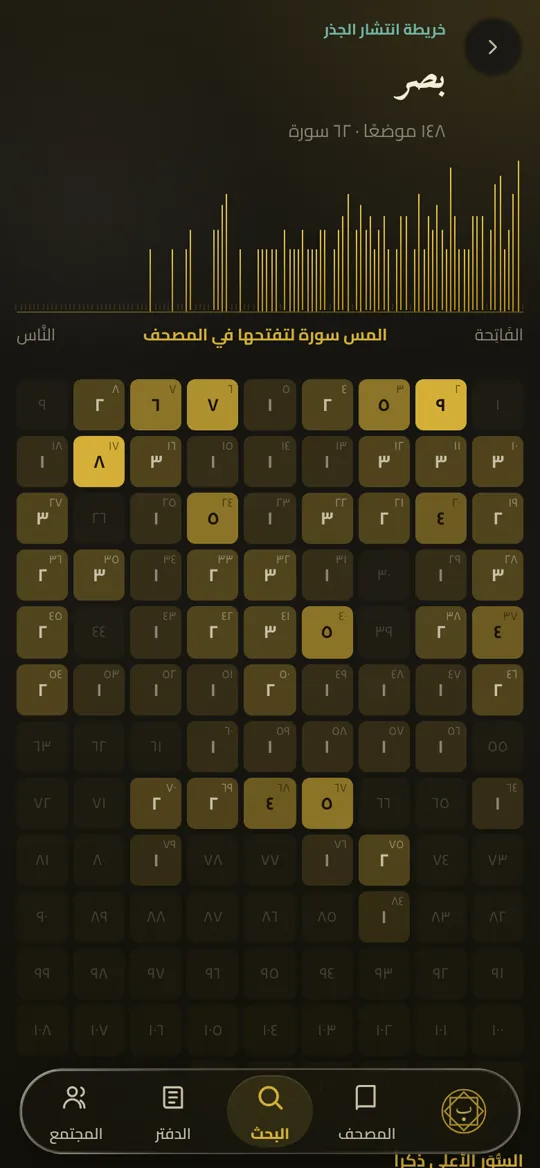 خريطة انتشار الجذر
بصر
١٤٨ موضعًا · ٦٢ سورة
الفَاتِحة المس سورة لتفتحها في المصحف النَّاس
١ ٢ ٣ ٤ ٥ ٦ ٧ ٨ ٩
٩ ٥ ٢ ١ ٧ ٦ ٢
١٠ ١١ ١٢ ١٣ ١٤ ١٥ ١٦ ١٧ ١٨
٣ ٣ ٣ ١ ١ ١ ٣ ٨ ١
١٩ ٢٠ ٢١ ٢٢ ٢٣ ٢٤ ٢٥ ٢٦ ٢٧
٢ ٤ ٢ ٣ ١ ٥ ١ ٣
٢٨ ٢٩ ٣٠ ٣١ ٣٢ ٣٣ ٣٤ ٣٥ ٣٦
٣ ١ ١ ٣ ٢ ١ ٣ ٢
٣٧ ٣٨ ٣٩ ٤٠ ٤١ ٤٢ ٤٣ ٤٤ ٤٥
٤ ٢ ٥ ٣ ٢ ١ ٢
٤٦ ٤٧ ٤٨ ٤٩ ٥٠ ٥١ ٥٢ ٥٣ ٥٤
٢ ١ ١ ١ ٢ ١ ١ ١ ٢
٥٥ ٥٦ ٥٧ ٥٨ ٥٩ ٦٠ ٦١ ٦٢ ٦٣
١ ١ ١ ١ ١
٦٤ ٦٥ ٦٦ ٦٧ ٦٨ ٦٩ ٧٠ ٧١ ٧٢
١ ٥ ٤ ٢ ٢
٧٣ ٧٤ ٧٥ ٧٦ ٧٧ ٧٨ ٧٩ ٨٠ ٨١
٢ ١ ١
٨٢ ٨٣ ٨٤ ٨٥ ٨٦ ٨٧ ٨٨ ٨٩ ٩٠
١
٩١ ٩٢ ٩٣ ٩٤ ٩٥ ٩٦ ٩٧ ٩٨ ٩٩
١٠٠ ١٠١ ١٠٢ ١٠٣ ١٠٤ ١٠٥ ١٠٦ ١٠٧ ١٠٨
ب المصحف البحث الدفتر المجتمع
السُّوَر الأعلى ذكرا